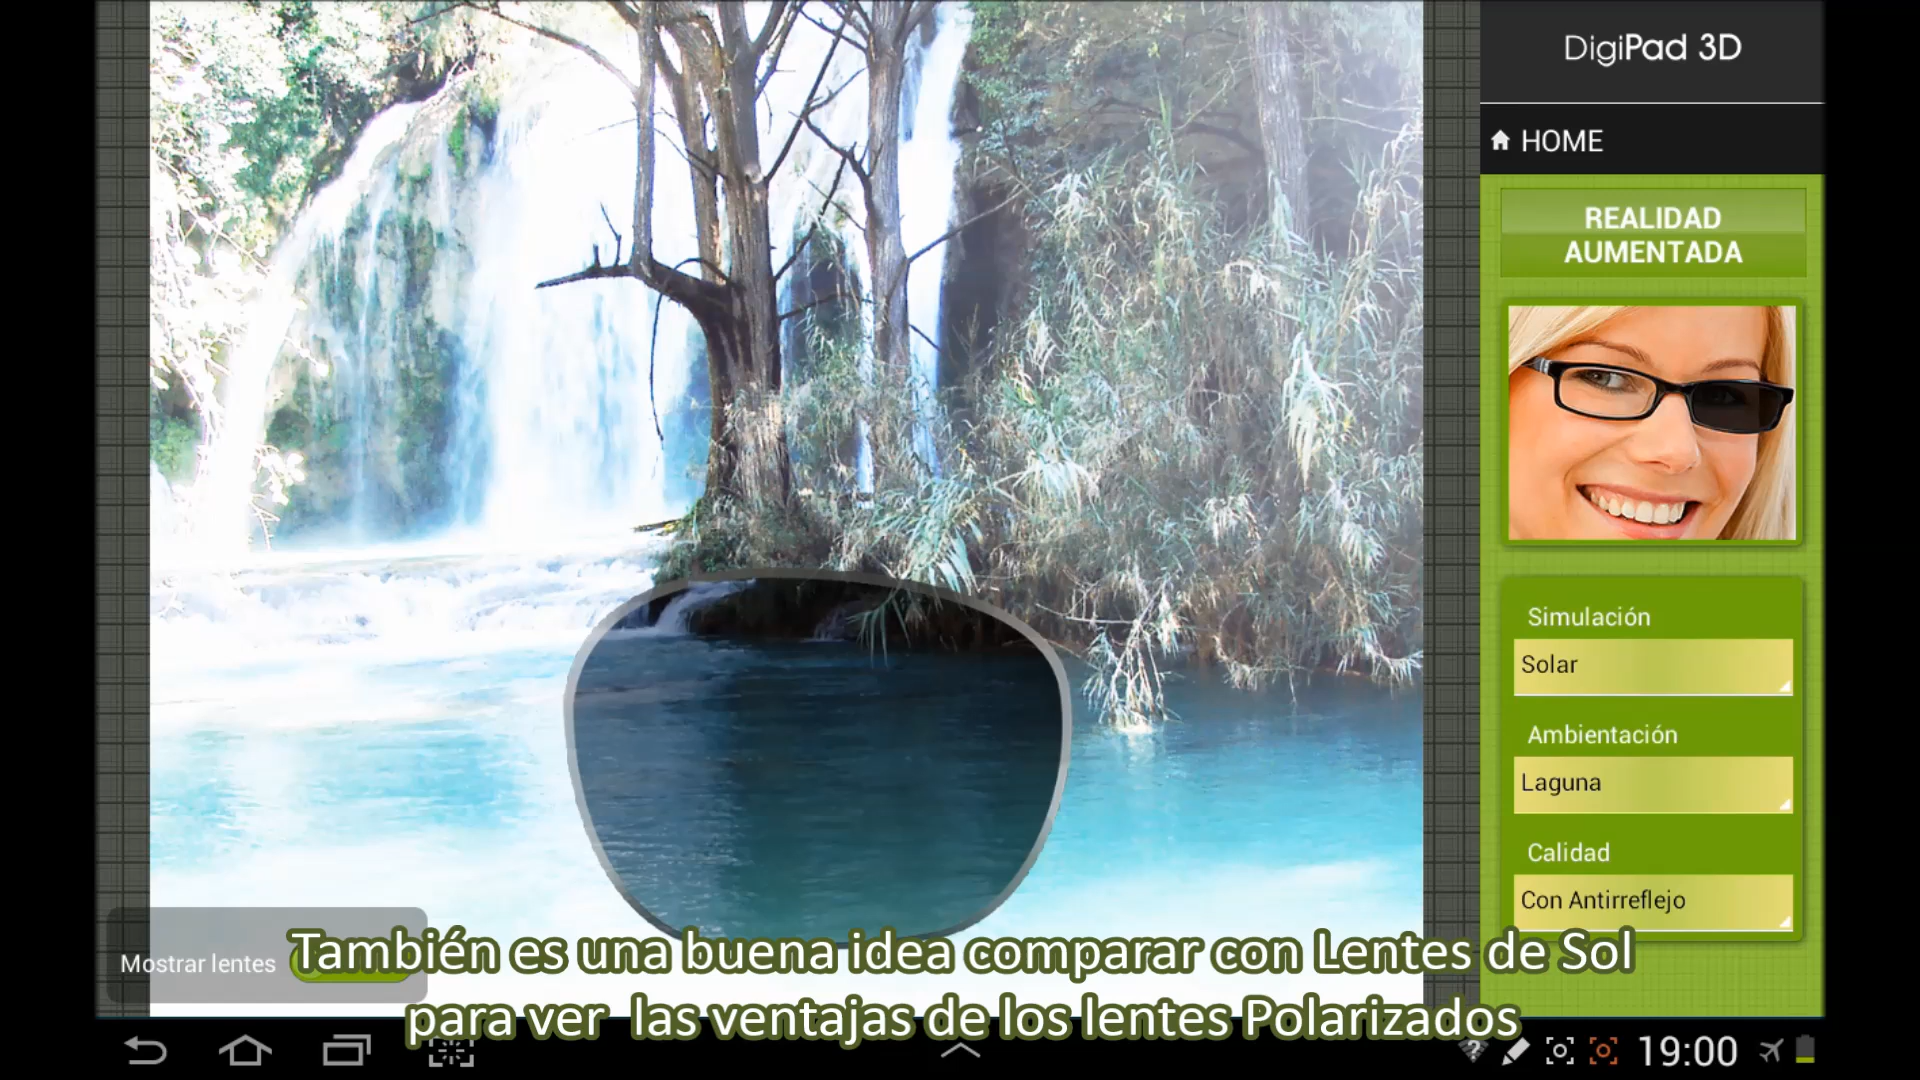 DigiPad 3D
HOME
REALIDAD
AUMENTADA
Simulación
Solar
Ambientación
Laguna
Calidad
Con Antirreflejo
Mostrar lentes
También es una buena idea comparar con Lentes de Sol
para ver las ventajas de los lentes Polarizados
19:00